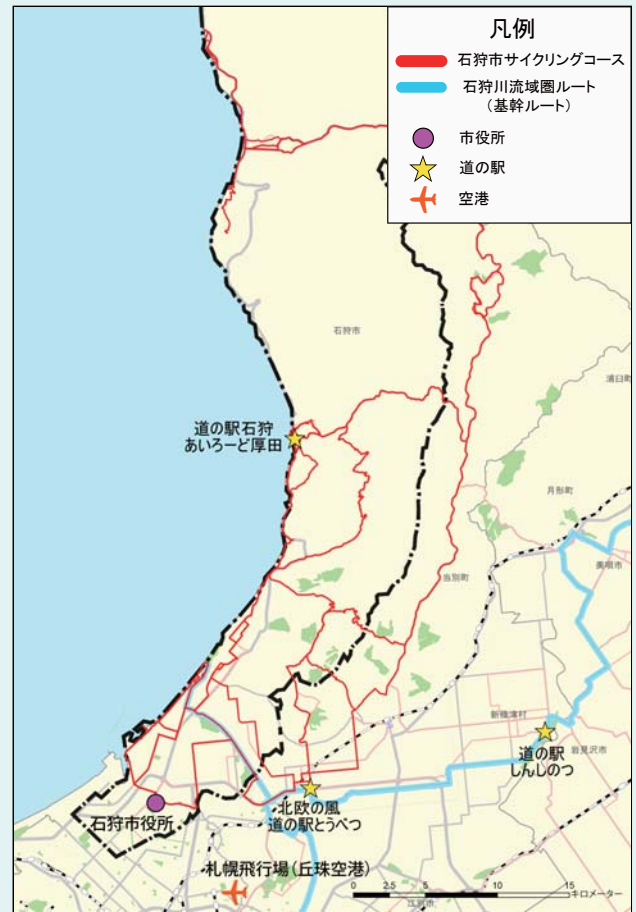 凡例
石狩市サイクリングコース
石狩川流域圏ルート
(基幹ルート)
市役所
道の駅
空港
石狩市
浦臼町
道の駅石狩
あいろーど厚田
月形町
美唄市
当別町
新篠津村
岩見沢市
道の駅
しんしのつ
北欧の風
道の駅とうべつ
石狩市役所
札幌飛行場(丘珠空港)
0 2.5 5 10 15
キロメーター
江別市